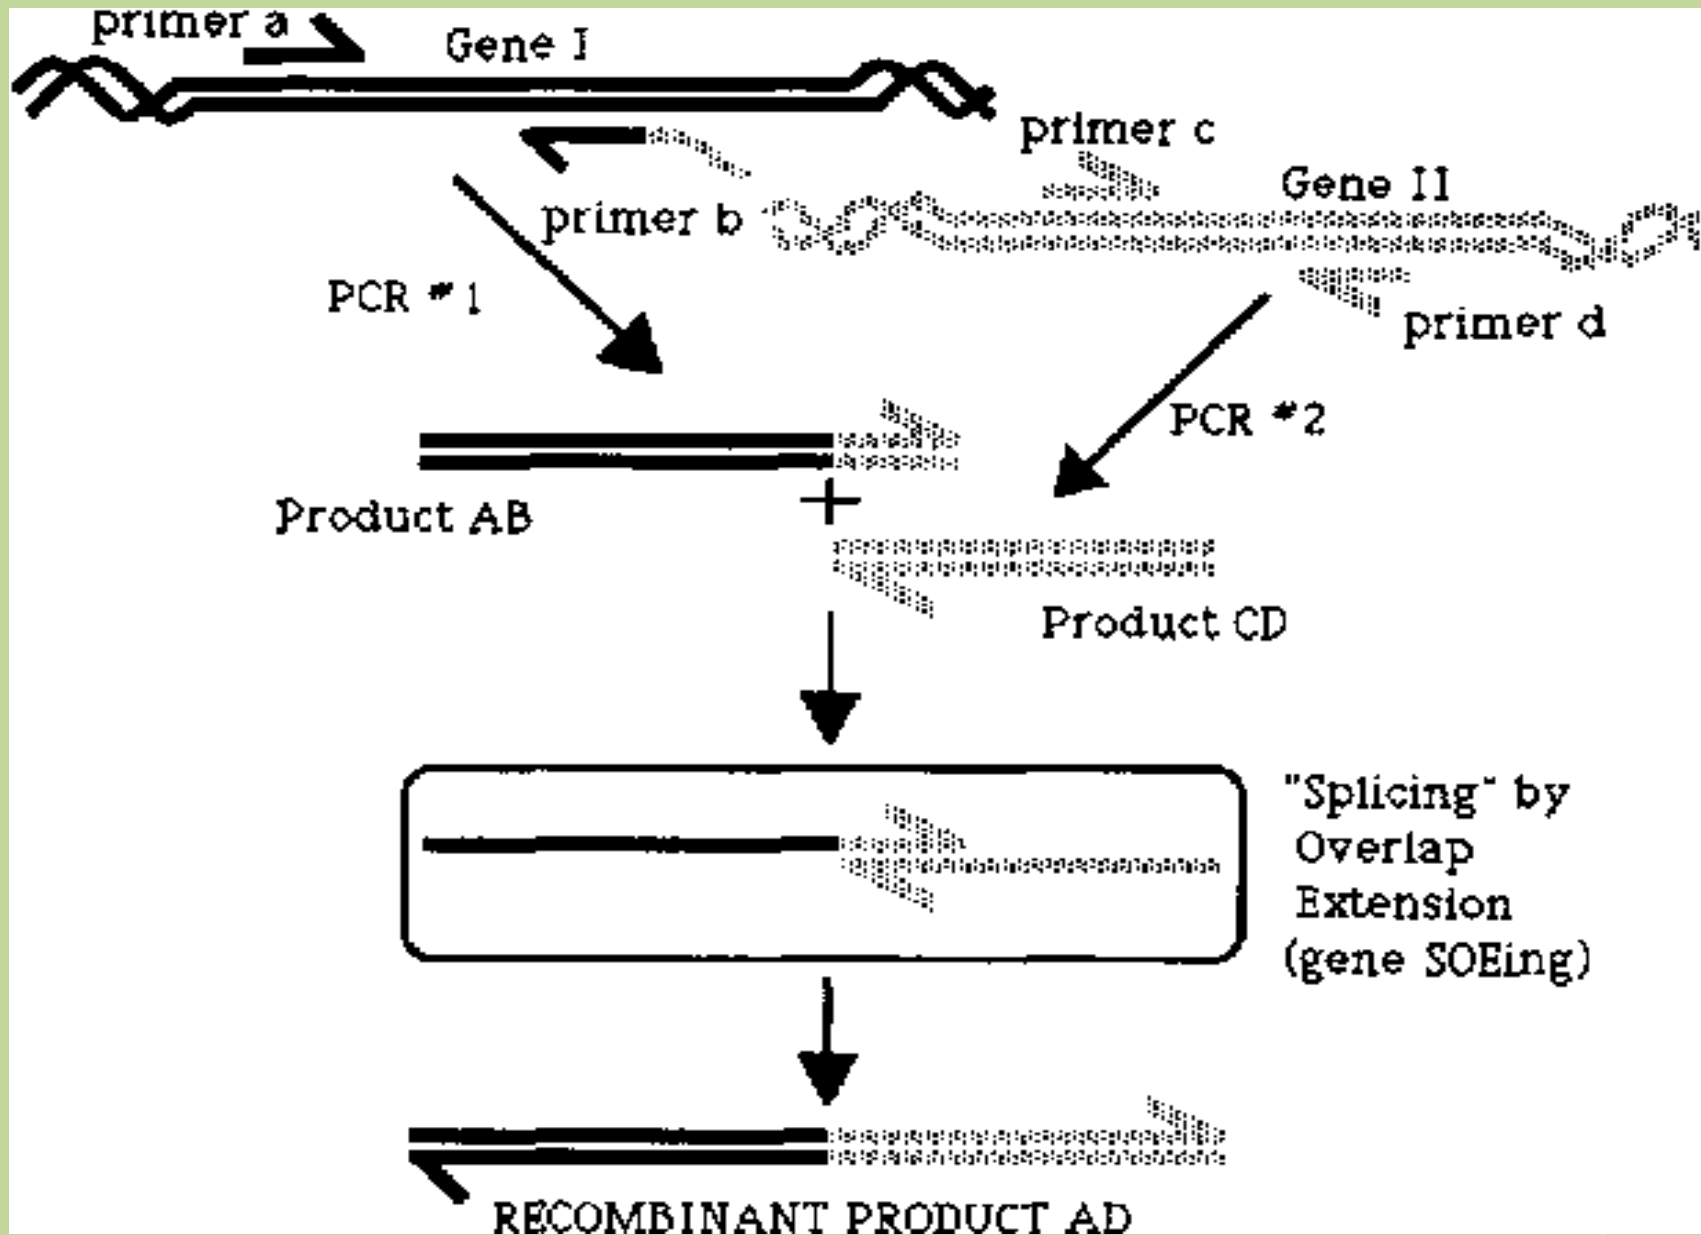 primer a
Gene I
primer c
Gene II
primer b
PCR #1
primer d
PCR #2
Product AB
+
Product CD
"Splicing" by
Overlap
Extension
(gene SOEing)
RECOMBINANT PRODUCT AD